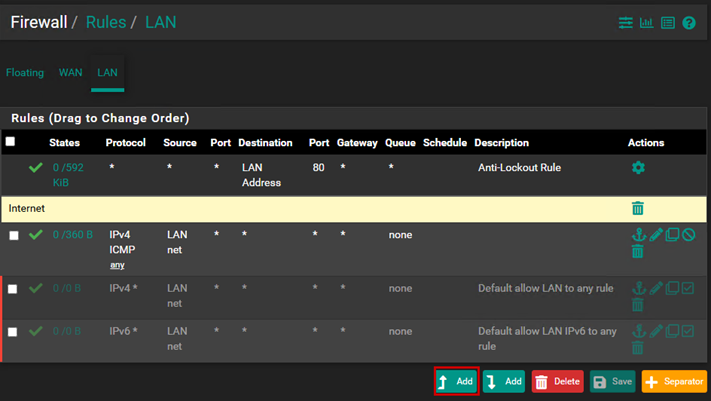 Firewall / Rules / LAN
Floating WAN LAN
Rules (Drag to Change Order)
States Protocol Source Port Destination Port Gateway Queue Schedule Description Actions
0 /592 * * * LAN 80 * * Anti-Lockout Rule
KiB Address
Internet
0 /360 B IPv4 LAN * * * * none
ICMP net
any
0 /0 B IPv4 * LAN * * * * none Default allow LAN to any rule
net
0 /0 B IPv6 * LAN * * * * none Default allow LAN IPv6 to any
net rule
Add Add Delete Save Separator